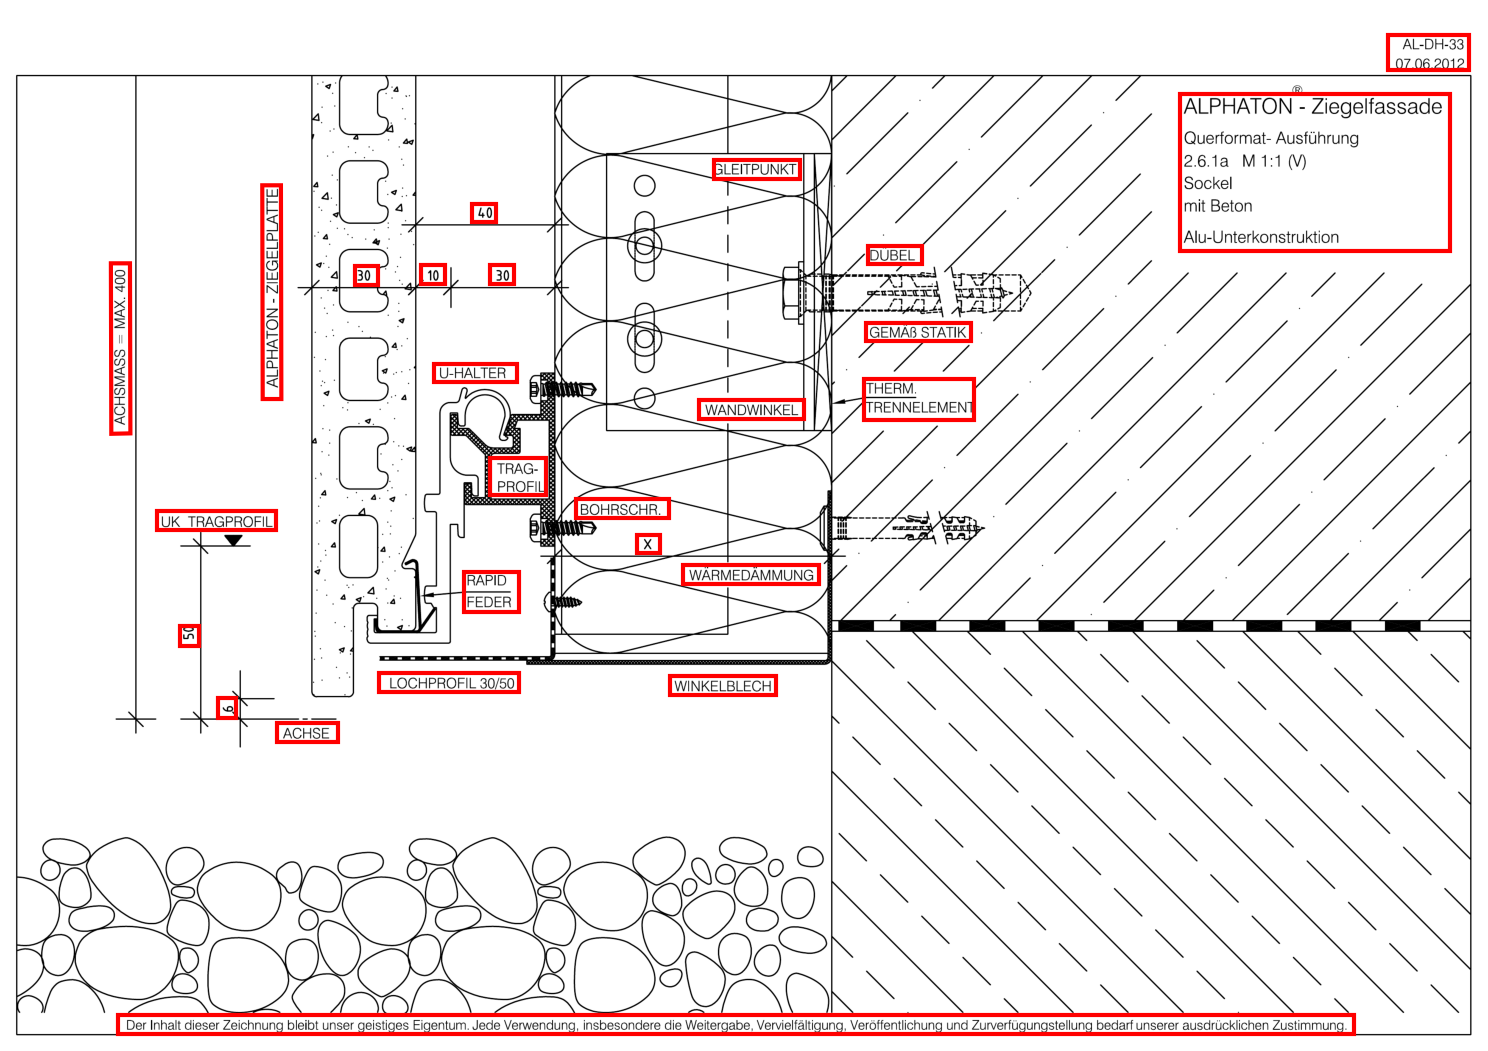 AL-DH-33
07.06.2012
®
ALPHATON - Ziegelfassade
Querformat- Ausführung
2.6.1a M 1:1 (V)
Sockel
mit Beton
Alu-Unterkonstruktion
GLEITPUNKT
ALPHATON - ZIEGELPLATTE
40
DÜBEL
ACHSMASS = MAX. 400
30
10
30
GEMÄß STATIK
U-HALTER
THERM.
TRENNELEMENT
WANDWINKEL
TRAG-
PROFIL
BOHRSCHR.
UK TRAGPROFIL
X
WÄRMEDÄMMUNG
RAPID
FEDER
50
LOCHPROFIL 30/50
WINKELBLECH
6
ACHSE
Der Inhalt dieser Zeichnung bleibt unser geistiges Eigentum. Jede Verwendung, insbesondere die Weitergabe, Vervielfältigung, Veröffentlichung und Zurverfügungstellung bedarf unserer ausdrücklichen Zustimmung.